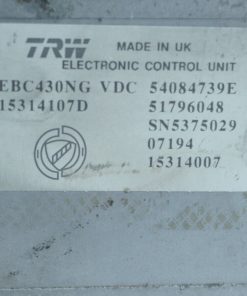 TRW MADE IN UK
ELECTRONIC CONTROL UNIT
EBC430NG VDC 54084739E
15314107D 51796048
SN5375029
07194
15314007